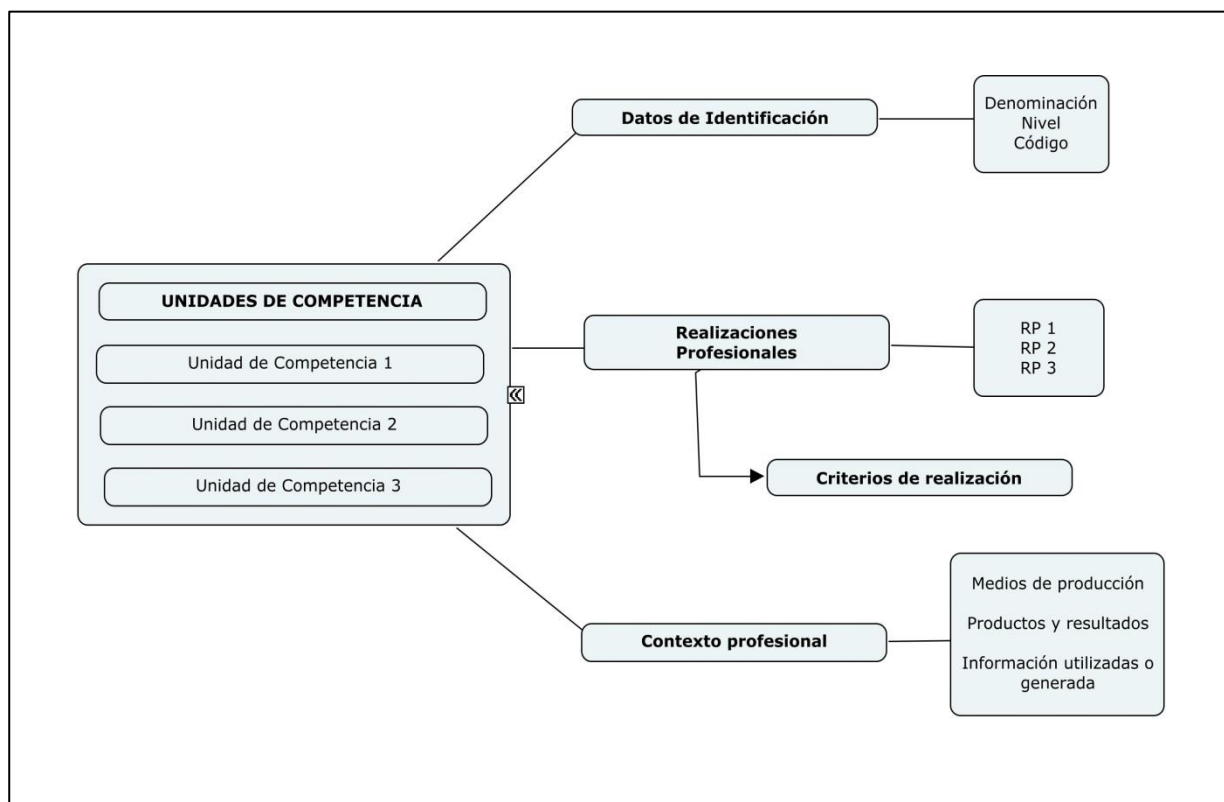 Datos de Identificación
Denominación
Nivel
Código
UNIDADES DE COMPETENCIA
Unidad de Competencia 1
Unidad de Competencia 2
Unidad de Competencia 3
Realizaciones
Profesionales
RP 1
RP 2
RP 3
Criterios de realización
Contexto profesional
Medios de producción
Productos y resultados
Información utilizadas o
generada